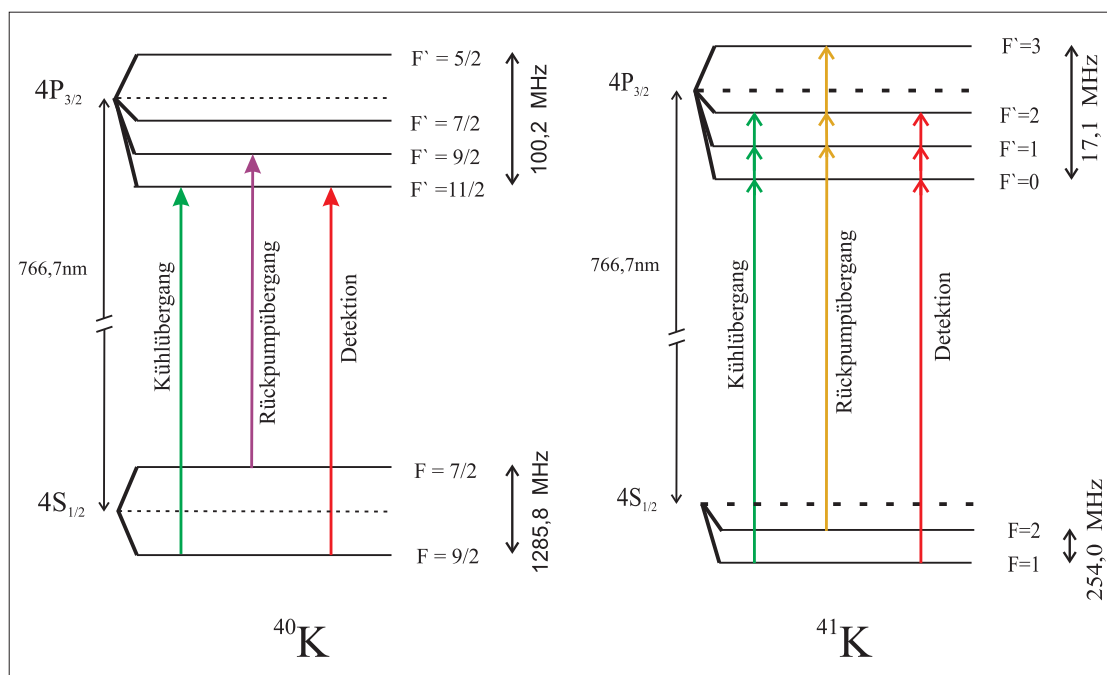 4P3/2
F` = 5/2
F` = 7/2
F` = 9/2
F` =11/2
100,2 MHz
766,7nm
Kühlübergang
Rückpumpübergang
Detektion
4S1/2
F = 7/2
F = 9/2
1285,8 MHz
40K
4P3/2
F`=3
F`=2
F`=1
F`=0
17,1 MHz
766,7nm
Kühlübergang
Rückpumpübergang
Detektion
4S1/2
F=2
F=1
254,0 MHz
41K